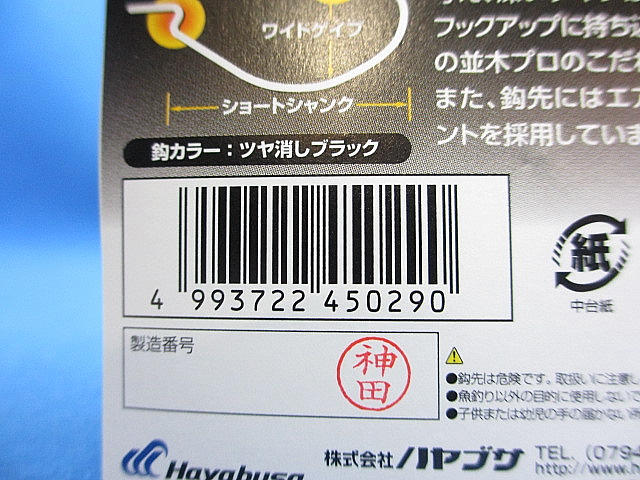 ワイドゲイプ
ショートシャンク
フックアップに持ち
の並木プロのこだ
また、鈎先にはエ
ントを採用してい
鈎カラー：ツヤ消しブラック
4 993722 450290
紙
中台紙
製造番号
神田
●鈎先は危険です。取扱いに注意
●魚釣り以外の目的に使用しない
●子供または幼児の手の届かない
Hayabusa
株式会社ハヤブサ TEL. (0794
http://www.h